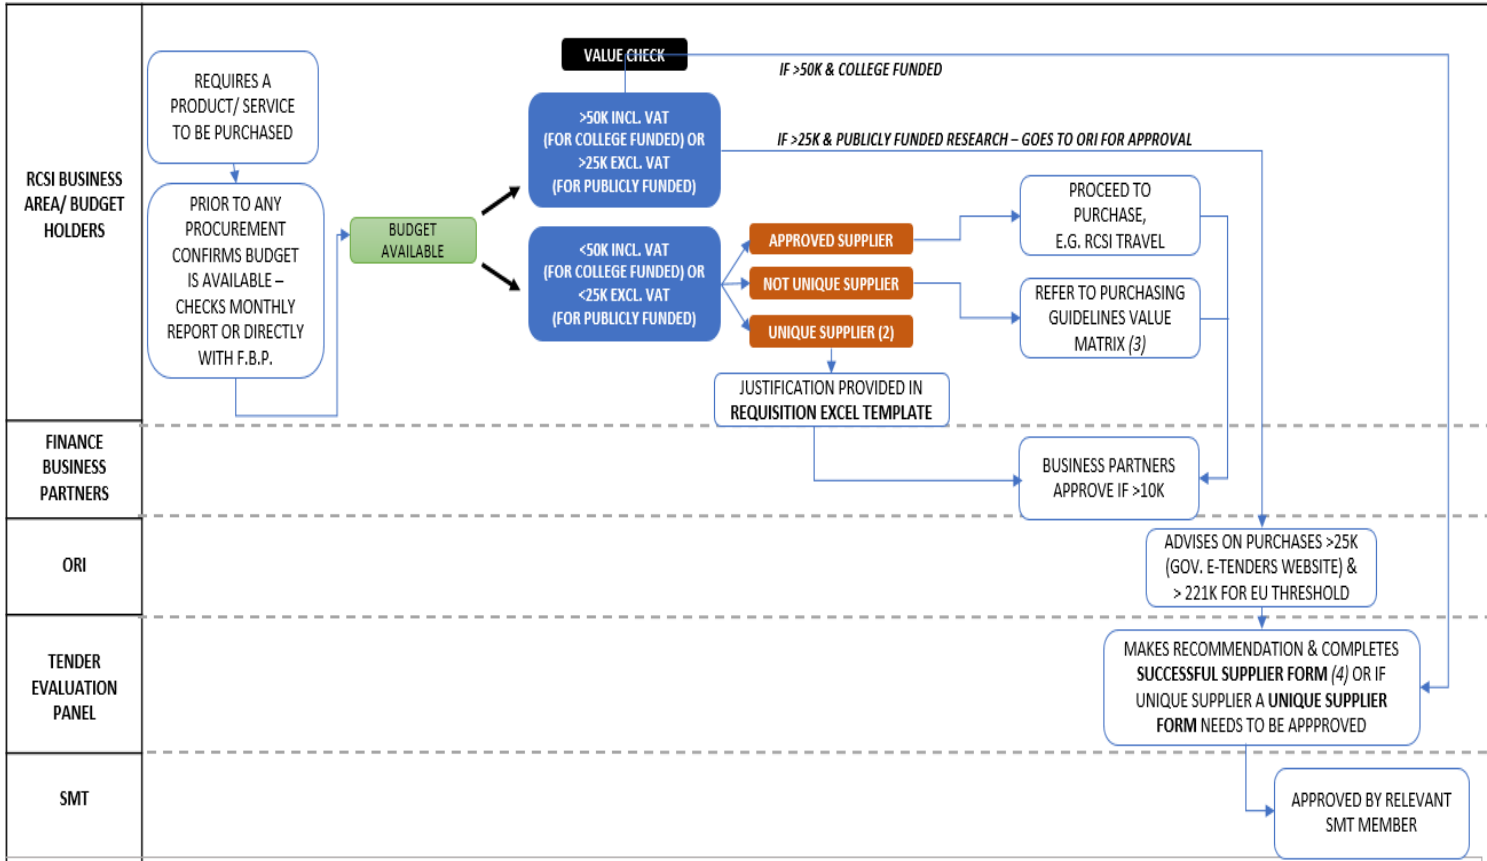 RCSI BUSINESS
AREA/ BUDGET
HOLDERS
REQUIRES A
PRODUCT/ SERVICE
TO BE PURCHASED
PRIOR TO ANY
PROCUREMENT
CONFIRMS BUDGET
IS AVAILABLE –
CHECKS MONTHLY
REPORT OR DIRECTLY
WITH F.B.P.
BUDGET
AVAILABLE
VALUE CHECK
IF >50K & COLLEGE FUNDED
>50K INCL. VAT
(FOR COLLEGE FUNDED) OR
>25K EXCL. VAT
(FOR PUBLICLY FUNDED)
IF >25K & PUBLICLY FUNDED RESEARCH – GOES TO ORI FOR APPROVAL
<50K INCL. VAT
(FOR COLLEGE FUNDED) OR
<25K EXCL. VAT
(FOR PUBLICLY FUNDED)
APPROVED SUPPLIER
NOT UNIQUE SUPPLIER
UNIQUE SUPPLIER (2)
PROCEED TO
PURCHASE,
E.G. RCSI TRAVEL
REFER TO PURCHASING
GUIDELINES VALUE
MATRIX (3)
JUSTIFICATION PROVIDED IN
REQUISITION EXCEL TEMPLATE
FINANCE
BUSINESS
PARTNERS
BUSINESS PARTNERS
APPROVE IF >10K
ORI
ADVISES ON PURCHASES >25K
(GOV. E-TENDERS WEBSITE) &
> 221K FOR EU THRESHOLD
TENDER
EVALUATION
PANEL
MAKES RECOMMENDATION & COMPLETES
SUCCESSFUL SUPPLIER FORM (4) OR IF
UNIQUE SUPPLIER A UNIQUE SUPPLIER
FORM NEEDS TO BE APPPROVED
SMT
APPROVED BY RELEVANT
SMT MEMBER